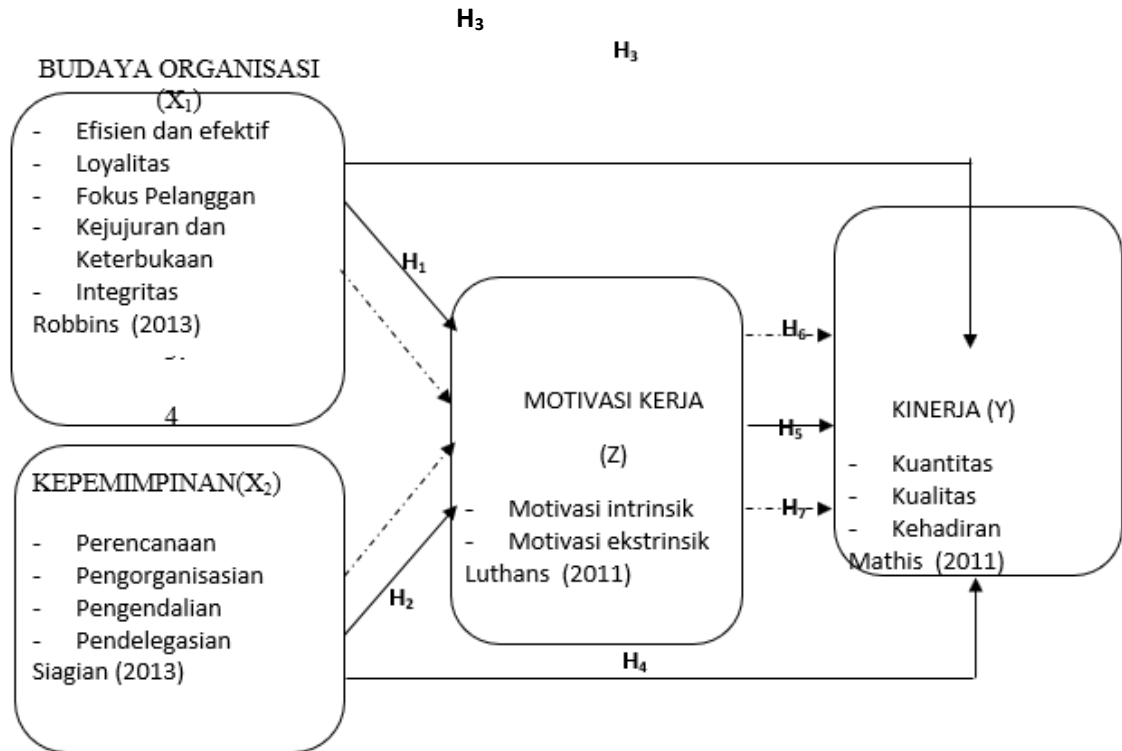 H₃
H₃
BUDAYA ORGANISASI
(X₁)
- Efisien dan efektif
- Loyalitas
- Fokus Pelanggan
- Kejujuran dan
Keterbukaan
- Integritas
Robbins (2013)
4
H₁
KEPEMIMPINAN(X₂)
- Perencanaan
- Pengorganisasian
- Pengendalian
- Pendelegasian
Siagian (2013)
H₂
MOTIVASI KERJA
(Z)
- Motivasi intrinsik
- Motivasi ekstrinsik
Luthans (2011)
H₆
H₅
H₇
H₄
KINERJA (Y)
- Kuantitas
- Kualitas
- Kehadiran
Mathis (2011)